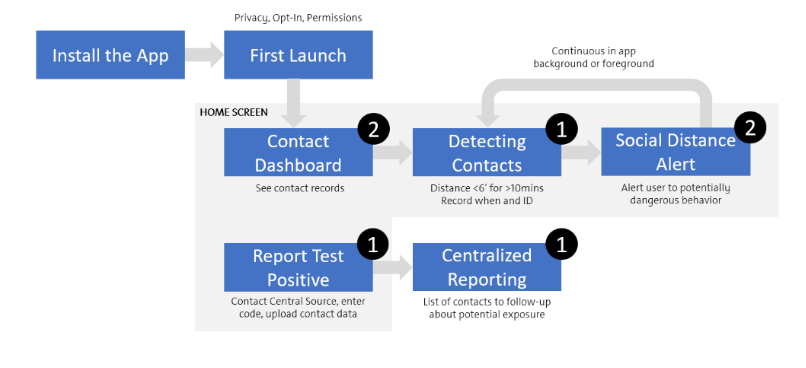 Privacy, Opt-In, Permissions
Install the App
First Launch
Continuous in app
background or foreground
HOME SCREEN
Contact
Dashboard
2
See contact records
Detecting
Contacts
1
Distance <6’ for >10mins
Record when and ID
Social Distance
Alert
2
Alert user to potentially
dangerous behavior
Report Test
Positive
1
Contact Central Source, enter
code, upload contact data
Centralized
Reporting
1
List of contacts to follow-up
about potential exposure